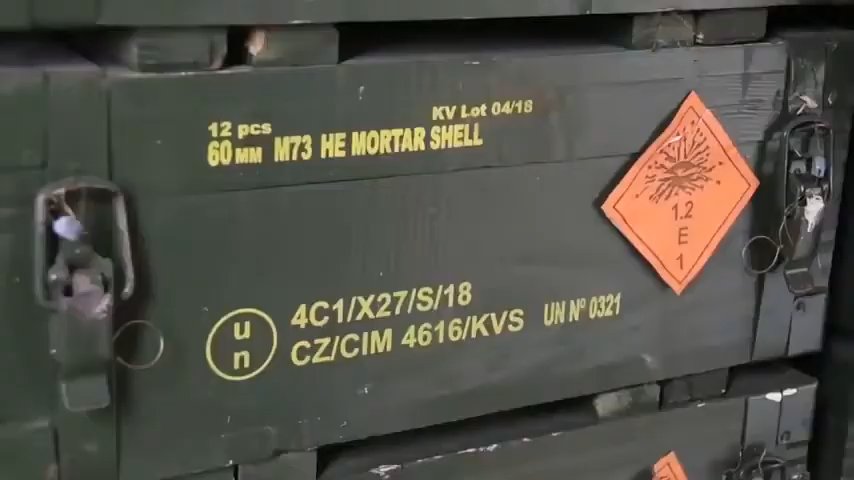 12 pcs
KV Lot 04/18
60 MM M73 HE MORTAR SHELL
1.2
E
1
u
n
4C1/X27/S/18
CZ/CIM 4616/KVS
UN Nº 0321